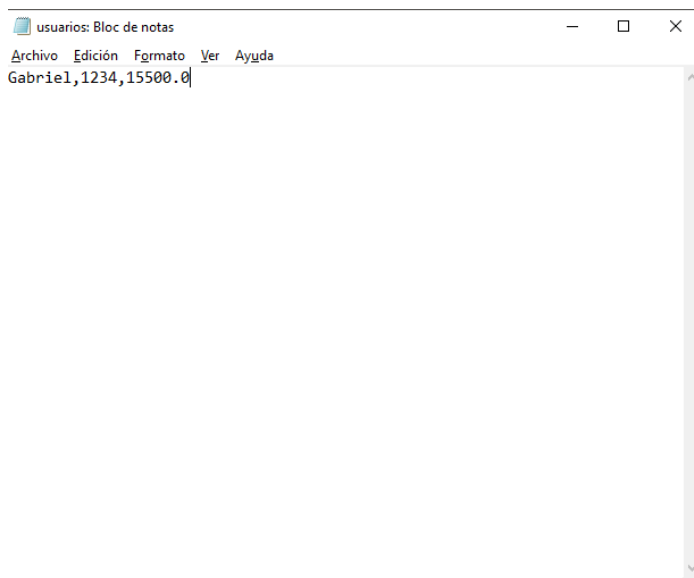 usuarios: Bloc de notas
Archivo Edición Formato Ver Ayuda
Gabriel,1234,15500.0